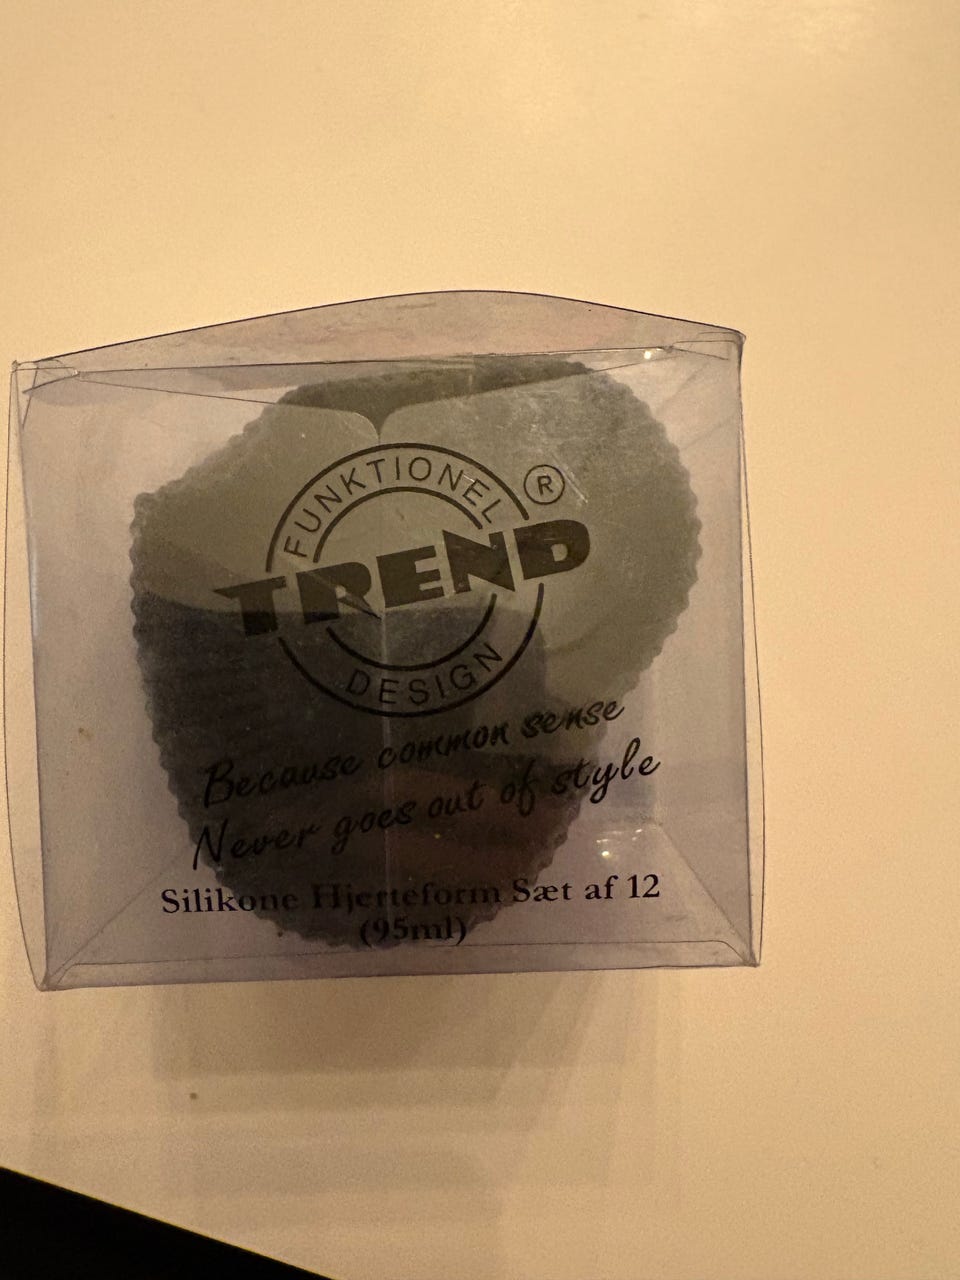 FUNKTIONEL
®
TREND
DESIGN
Because common sense
Never goes out of style
Silikone Hjerteform Sæt af 12
(95ml)